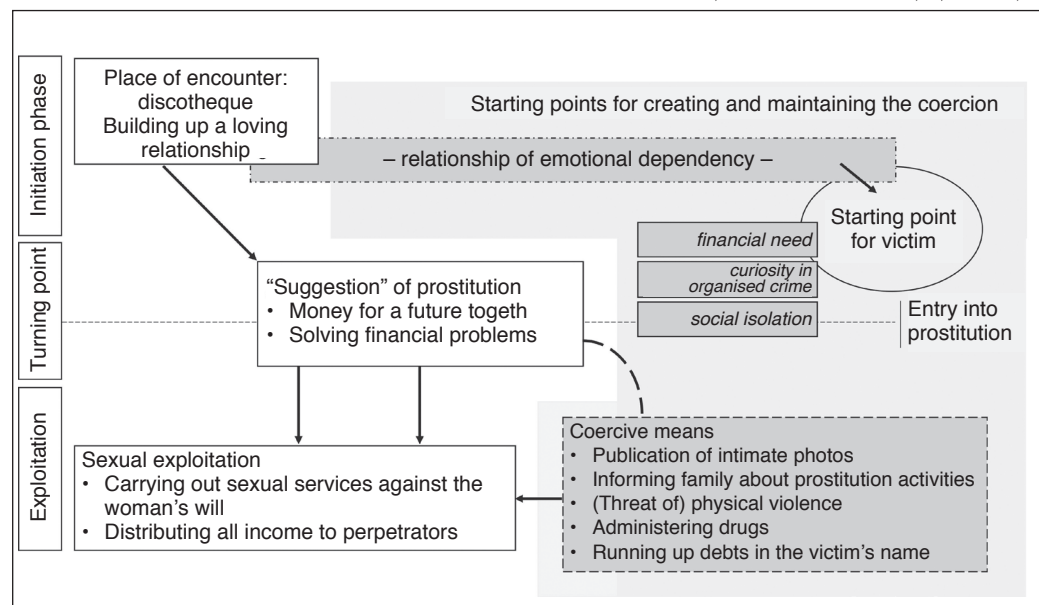 Initiation phase
Place of encounter:
discotheque
Building up a loving
relationship
Starting points for creating and maintaining the coercion
– relationship of emotional dependency –
Starting point
for victim
financial need
curiosity in
organised crime
social isolation
Turning point
“Suggestion” of prostitution
• Money for a future togeth
• Solving financial problems
Entry into
prostitution
Exploitation
Sexual exploitation
• Carrying out sexual services against the
woman’s will
• Distributing all income to perpetrators
Coercive means
• Publication of intimate photos
• Informing family about prostitution activities
• (Threat of) physical violence
• Administering drugs
• Running up debts in the victim’s name